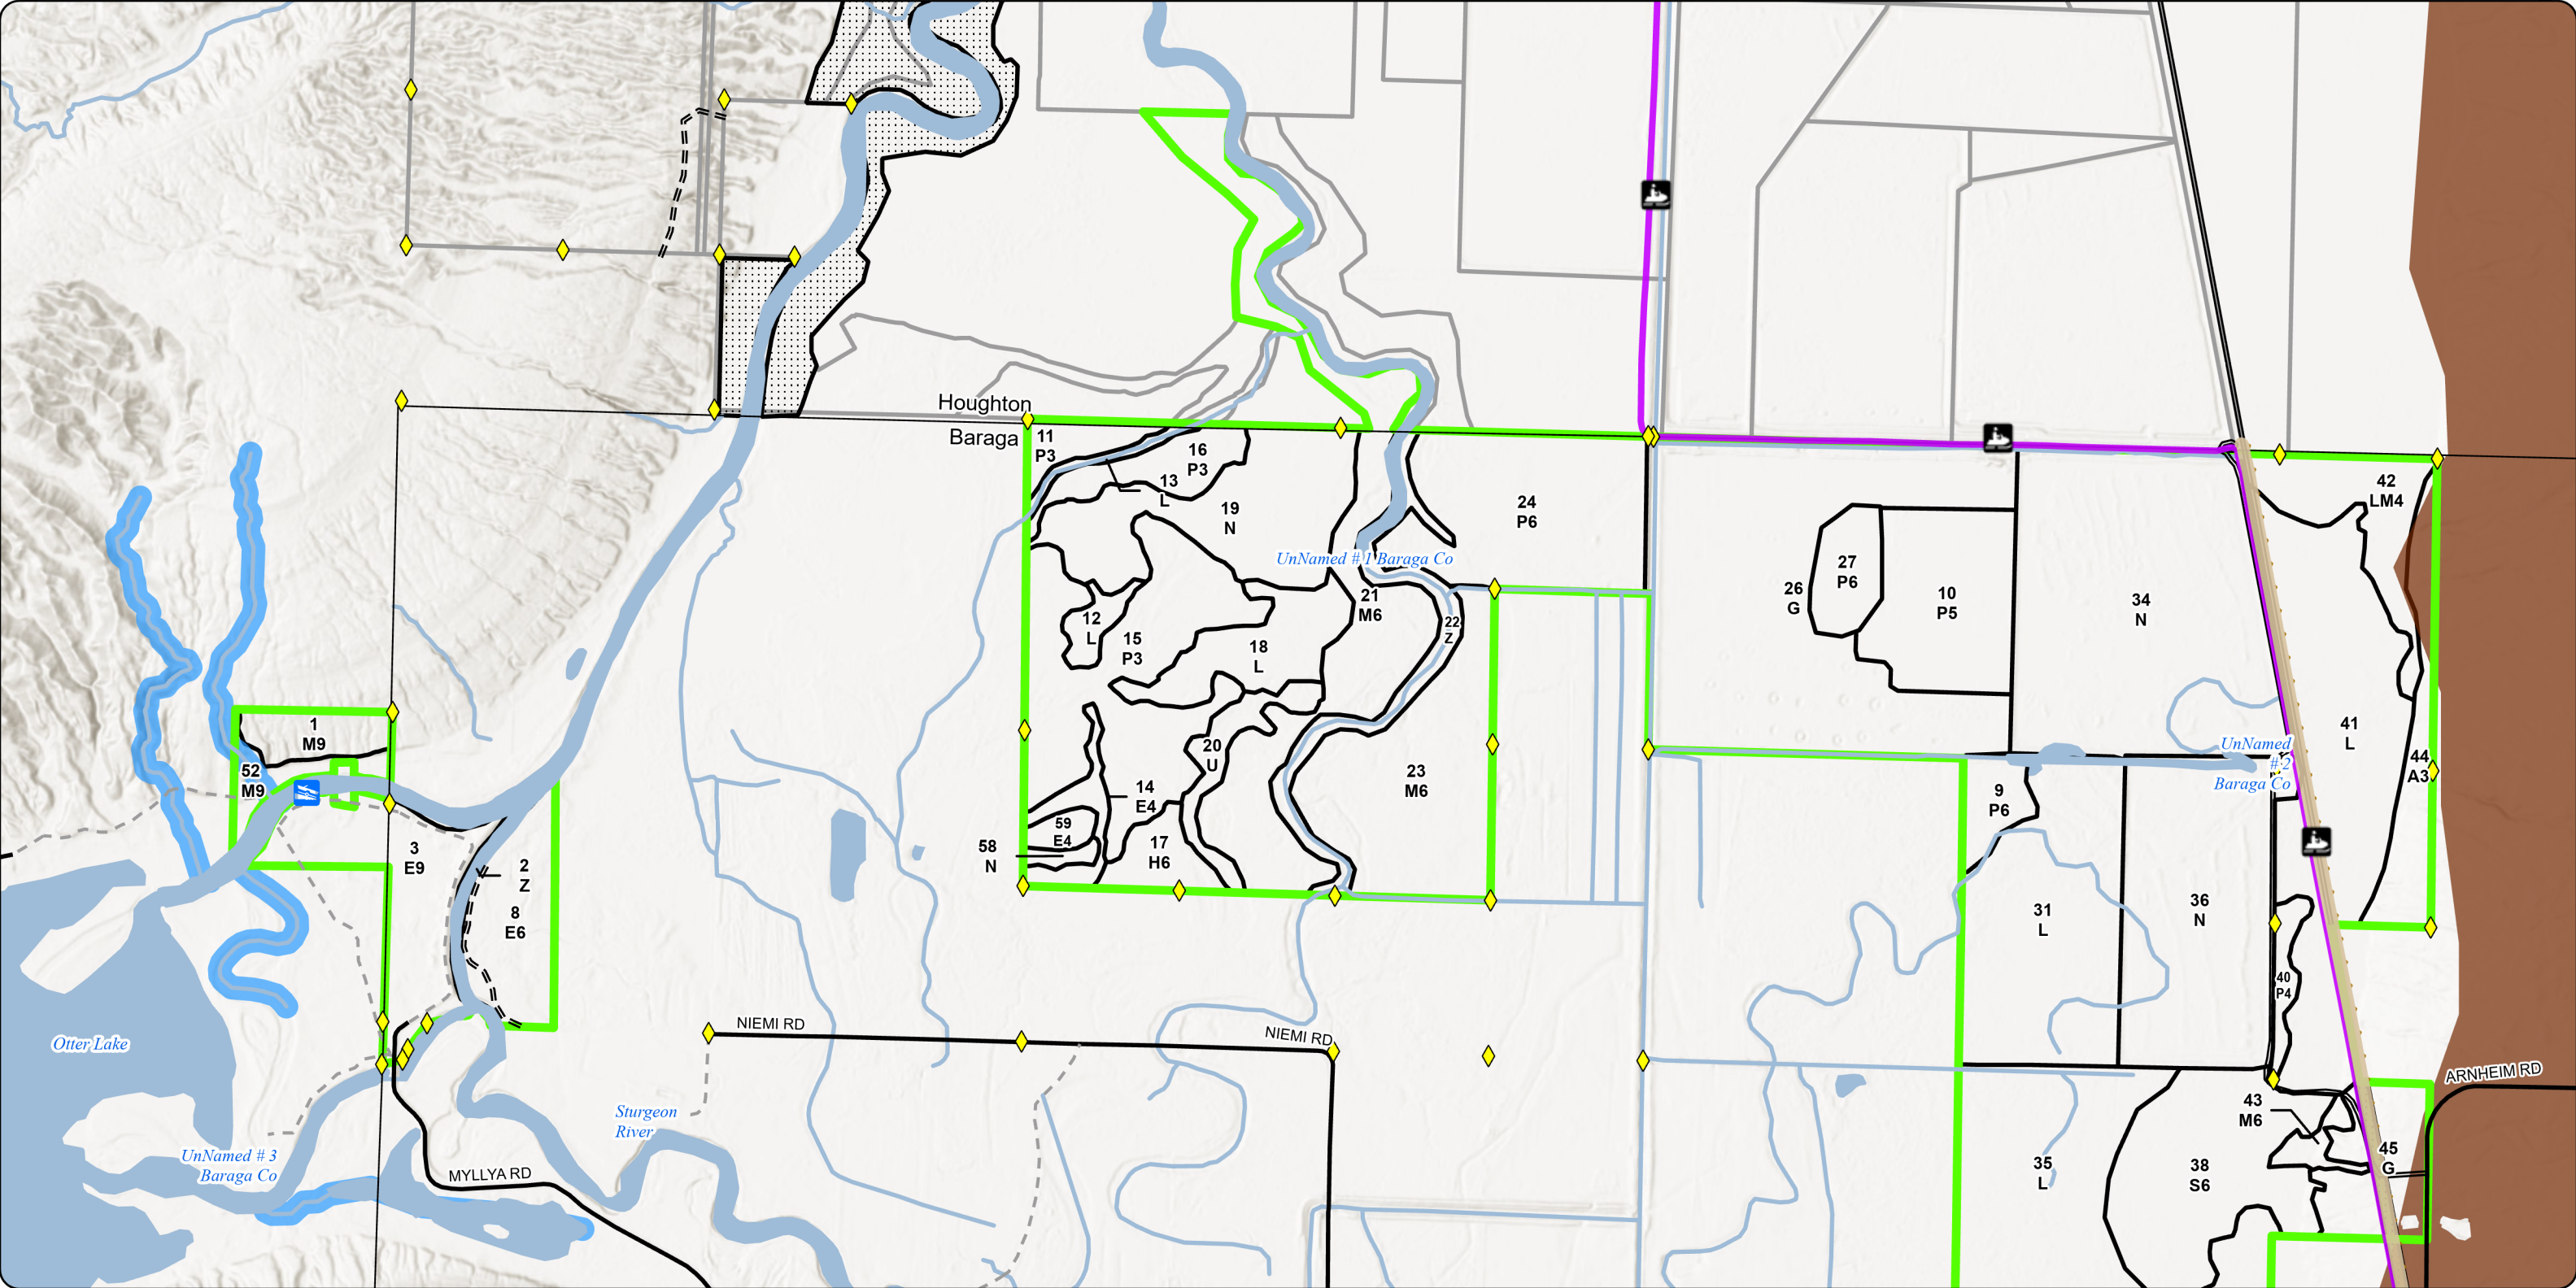 Houghton
Baraga
11
P3
16
P3
13
L
19
N
24
P6
42
LM4
UnNamed # 1 Baraga Co
27
P6
26
G
10
P5
34
N
12
L
15
P3
18
L
21
M6
22
Z
1
M9
52
M9
20
U
23
M6
14
E4
59
E4
58
N
17
H6
41
L
44
A3
UnNamed
# 2
Baraga Co
9
P6
3
E9
2
Z
8
E6
31
L
36
N
40
P4
Otter Lake
NIEMI RD
NIEMI RD
ARNHEIM RD
Sturgeon
River
43
M6
45
G
UnNamed # 3
Baraga Co
MYLLYA RD
35
L
38
S6